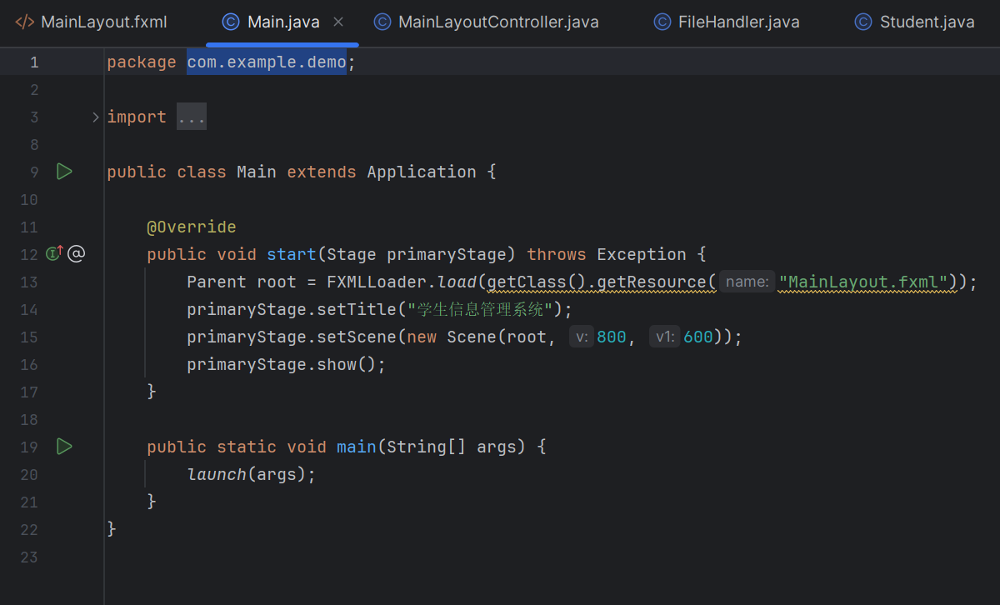 MainLayout.fxml Main.java MainLayoutController.java FileHandler.java Student.java
1 package com.example.demo;
2
3 import ...
8
9 public class Main extends Application {
10
11 @Override
12 public void start(Stage primaryStage) throws Exception {
13 Parent root = FXMLLoader.load(getClass().getResource( name: "MainLayout.fxml"));
14 primaryStage.setTitle("学生信息管理系统");
15 primaryStage.setScene(new Scene(root, v: 800, v1: 600));
16 primaryStage.show();
17 }
18
19 public static void main(String[] args) {
20 launch(args);
21 }
22 }
23